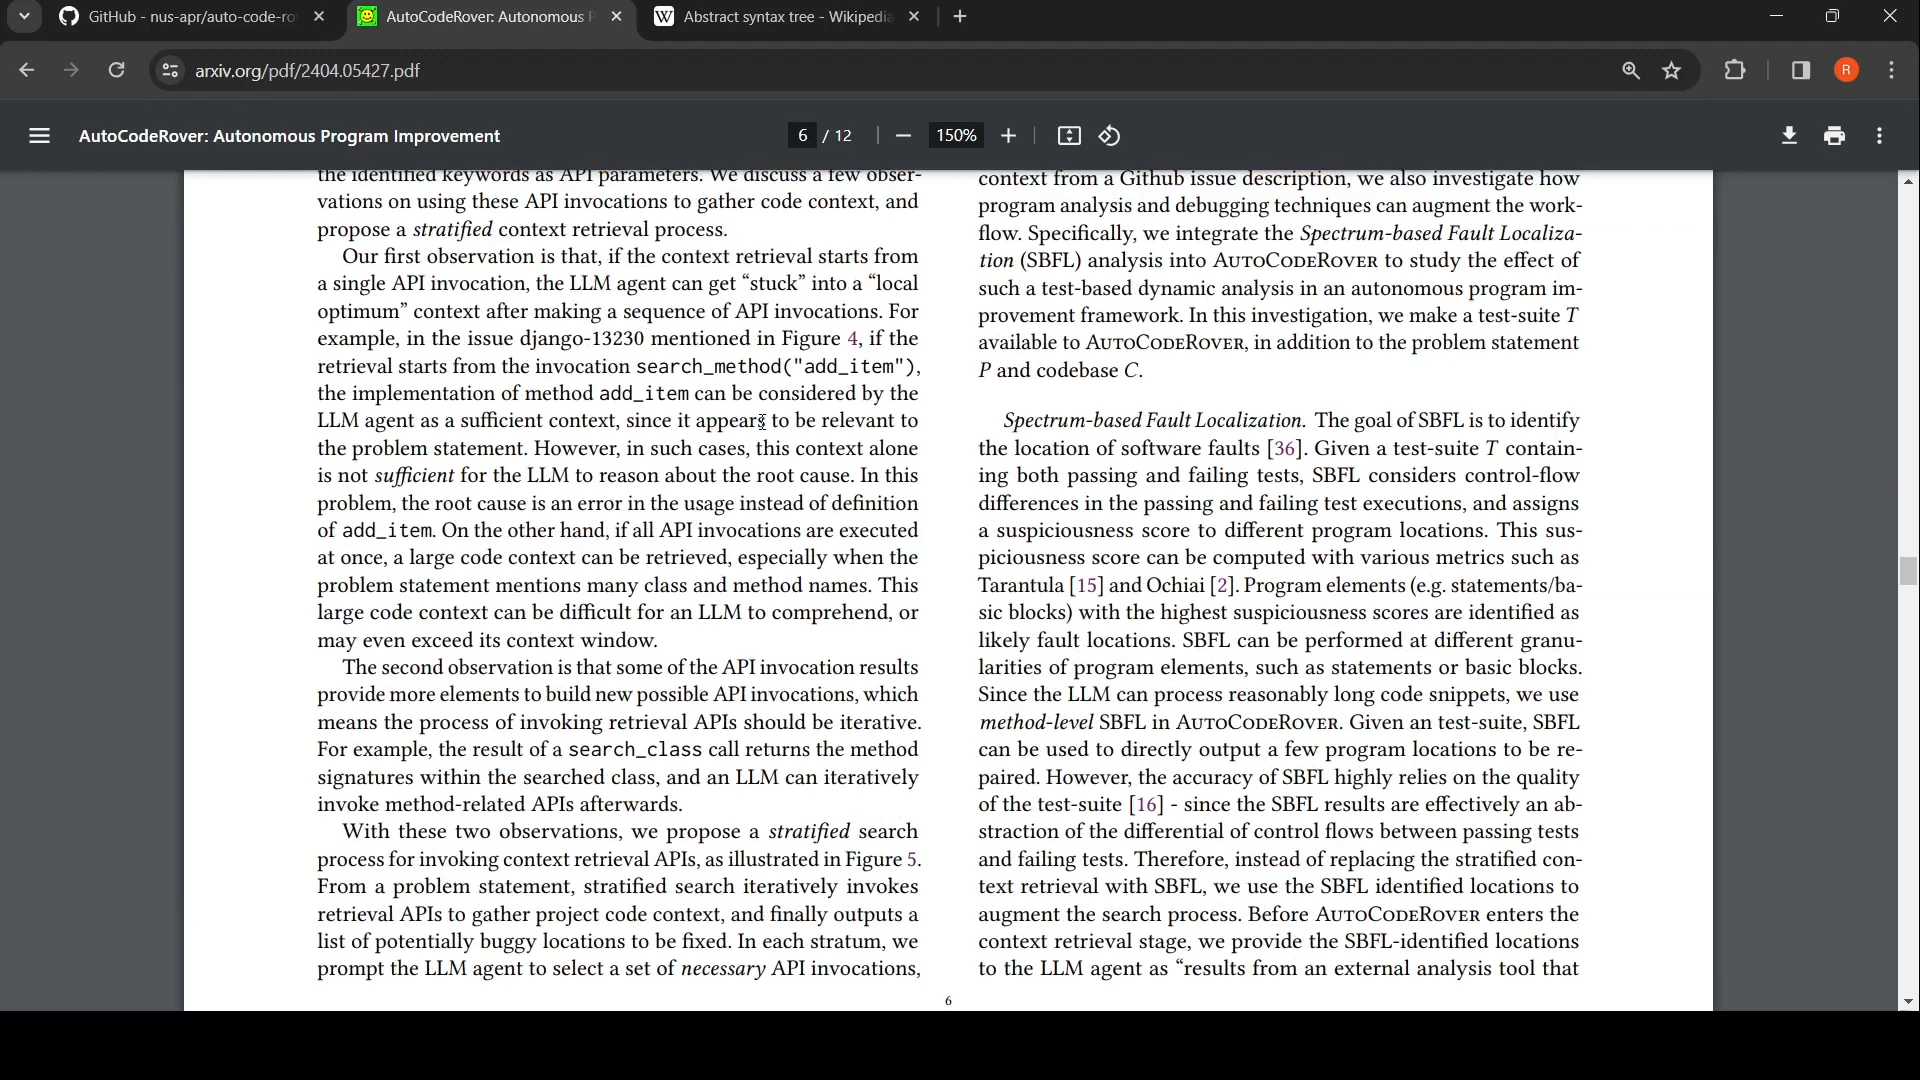 GitHub - nus-apr/auto-code-ro
AutoCodeRover: Autonomous P
W Abstract syntax tree - Wikipedia
arxiv.org/pdf/2404.05427.pdf
R
AutoCodeRover: Autonomous Program Improvement
6 / 12
150%
the identified keywords as API parameters. We discuss a few obser-
vations on using these API invocations to gather code context, and
propose a stratified context retrieval process.
Our first observation is that, if the context retrieval starts from
a single API invocation, the LLM agent can get “stuck” into a “local
optimum” context after making a sequence of API invocations. For
example, in the issue django-13230 mentioned in Figure 4, if the
retrieval starts from the invocation search_method("add_item"),
the implementation of method add_item can be considered by the
LLM agent as a sufficient context, since it appears to be relevant to
the problem statement. However, in such cases, this context alone
is not sufficient for the LLM to reason about the root cause. In this
problem, the root cause is an error in the usage instead of definition
of add_item. On the other hand, if all API invocations are executed
at once, a large code context can be retrieved, especially when the
problem statement mentions many class and method names. This
large code context can be difficult for an LLM to comprehend, or
may even exceed its context window.
The second observation is that some of the API invocation results
provide more elements to build new possible API invocations, which
means the process of invoking retrieval APIs should be iterative.
For example, the result of a search_class call returns the method
signatures within the searched class, and an LLM can iteratively
invoke method-related APIs afterwards.
With these two observations, we propose a stratified search
process for invoking context retrieval APIs, as illustrated in Figure 5.
From a problem statement, stratified search iteratively invokes
retrieval APIs to gather project code context, and finally outputs a
list of potentially buggy locations to be fixed. In each stratum, we
prompt the LLM agent to select a set of necessary API invocations,
context from a Github issue description, we also investigate how
program analysis and debugging techniques can augment the work-
flow. Specifically, we integrate the Spectrum-based Fault Localiza-
tion (SBFL) analysis into AutoCodeRover to study the effect of
such a test-based dynamic analysis in an autonomous program im-
provement framework. In this investigation, we make a test-suite T
available to AutoCodeRover, in addition to the problem statement
P and codebase C.
Spectrum-based Fault Localization. The goal of SBFL is to identify
the location of software faults [36]. Given a test-suite T contain-
ing both passing and failing tests, SBFL considers control-flow
differences in the passing and failing test executions, and assigns
a suspiciousness score to different program locations. This sus-
piciousness score can be computed with various metrics such as
Tarantula [15] and Ochiai [2]. Program elements (e.g. statements/ba-
sic blocks) with the highest suspiciousness scores are identified as
likely fault locations. SBFL can be performed at different granu-
larities of program elements, such as statements or basic blocks.
Since the LLM can process reasonably long code snippets, we use
method-level SBFL in AutoCodeRover. Given an test-suite, SBFL
can be used to directly output a few program locations to be re-
paired. However, the accuracy of SBFL highly relies on the quality
of the test-suite [16] - since the SBFL results are effectively an ab-
straction of the differential of control flows between passing tests
and failing tests. Therefore, instead of replacing the stratified con-
text retrieval with SBFL, we use the SBFL identified locations to
augment the search process. Before AutoCodeRover enters the
context retrieval stage, we provide the SBFL-identified locations
to the LLM agent as “results from an external analysis tool that
6